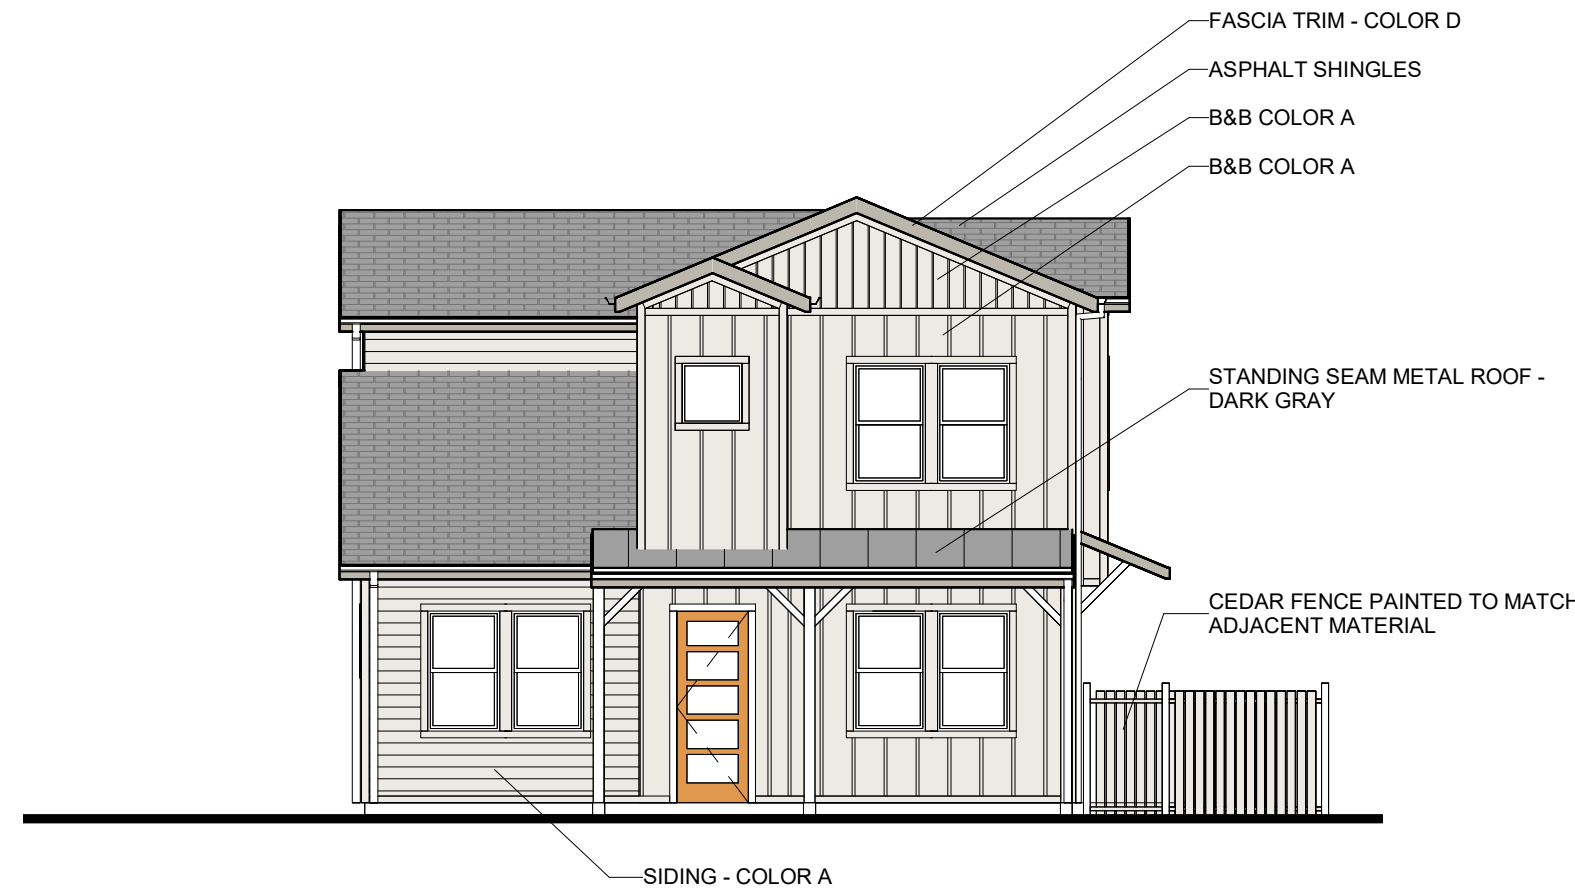 FASCIA TRIM - COLOR D
ASPHALT SHINGLES
B&B COLOR A
B&B COLOR A
STANDING SEAM METAL ROOF -
DARK GRAY
CEDAR FENCE PAINTED TO MATCH
ADJACENT MATERIAL
SIDING - COLOR A